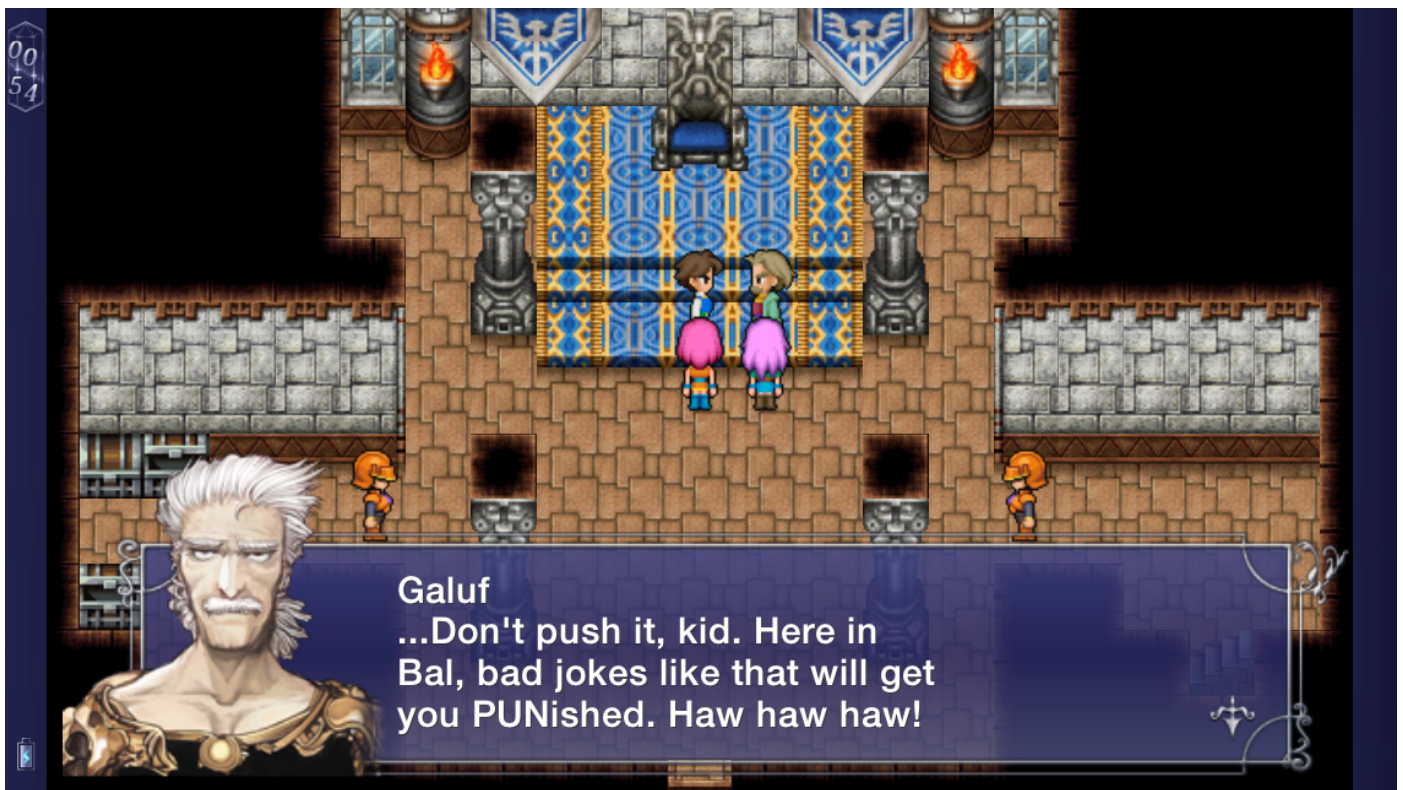 00
54
Galuf
...Don't push it, kid. Here in
Bal, bad jokes like that will get
you PUNished. Haw haw haw!